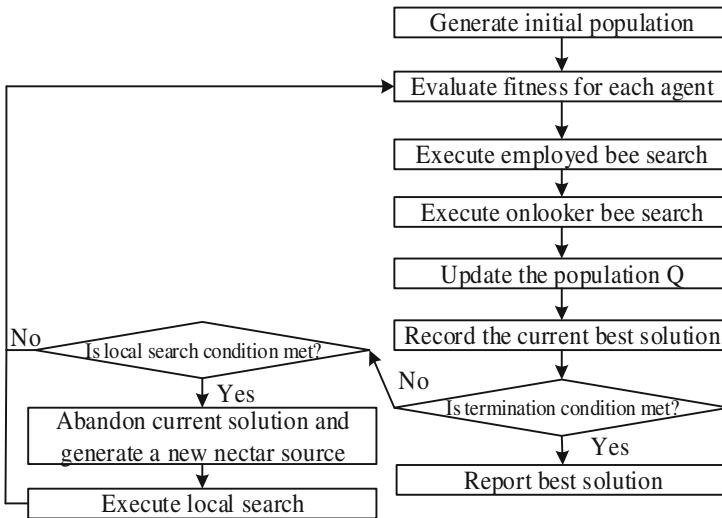 Generate initial population
Evaluate fitness for each agent
Execute employed bee search
Execute onlooker bee search
Update the population Q
Record the current best solution
Is termination condition met?
No
Yes
Report best solution
Is local search condition met?
No
Yes
Abandon current solution and
generate a new nectar source
Execute local search